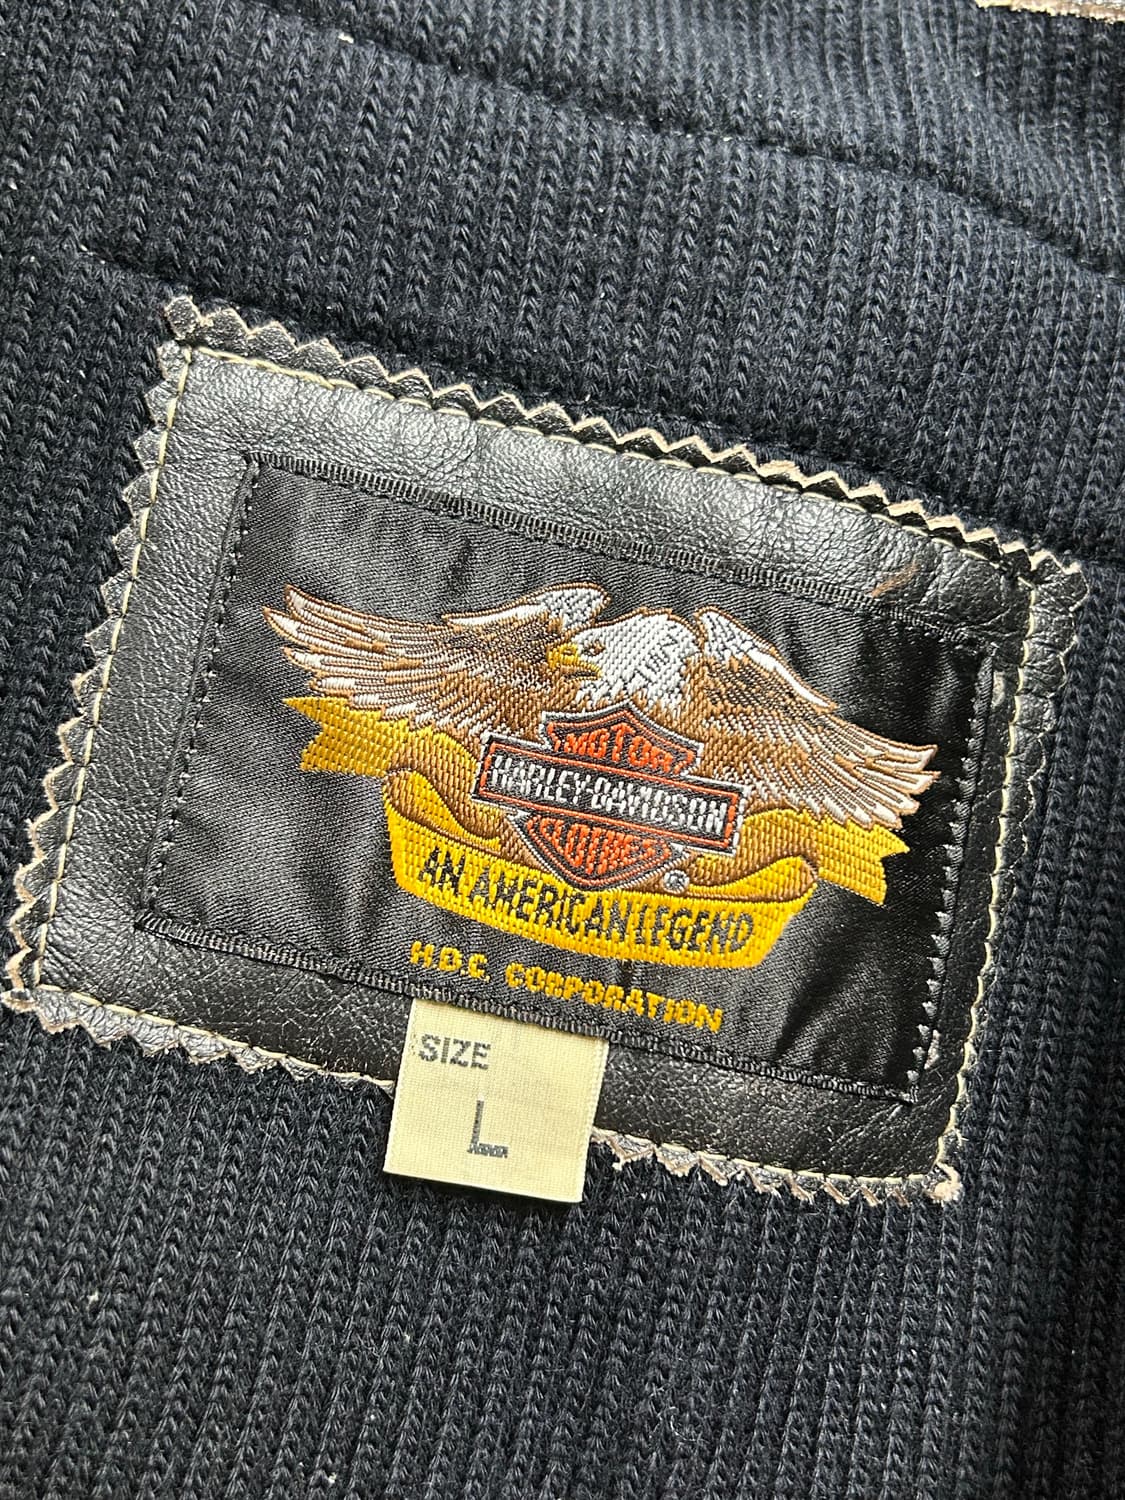 MOTOR
HARLEY-DAVIDSON
CLOTHES
®
AN AMERICAN LEGEND
H.D.C. CORPORATION
SIZE
L